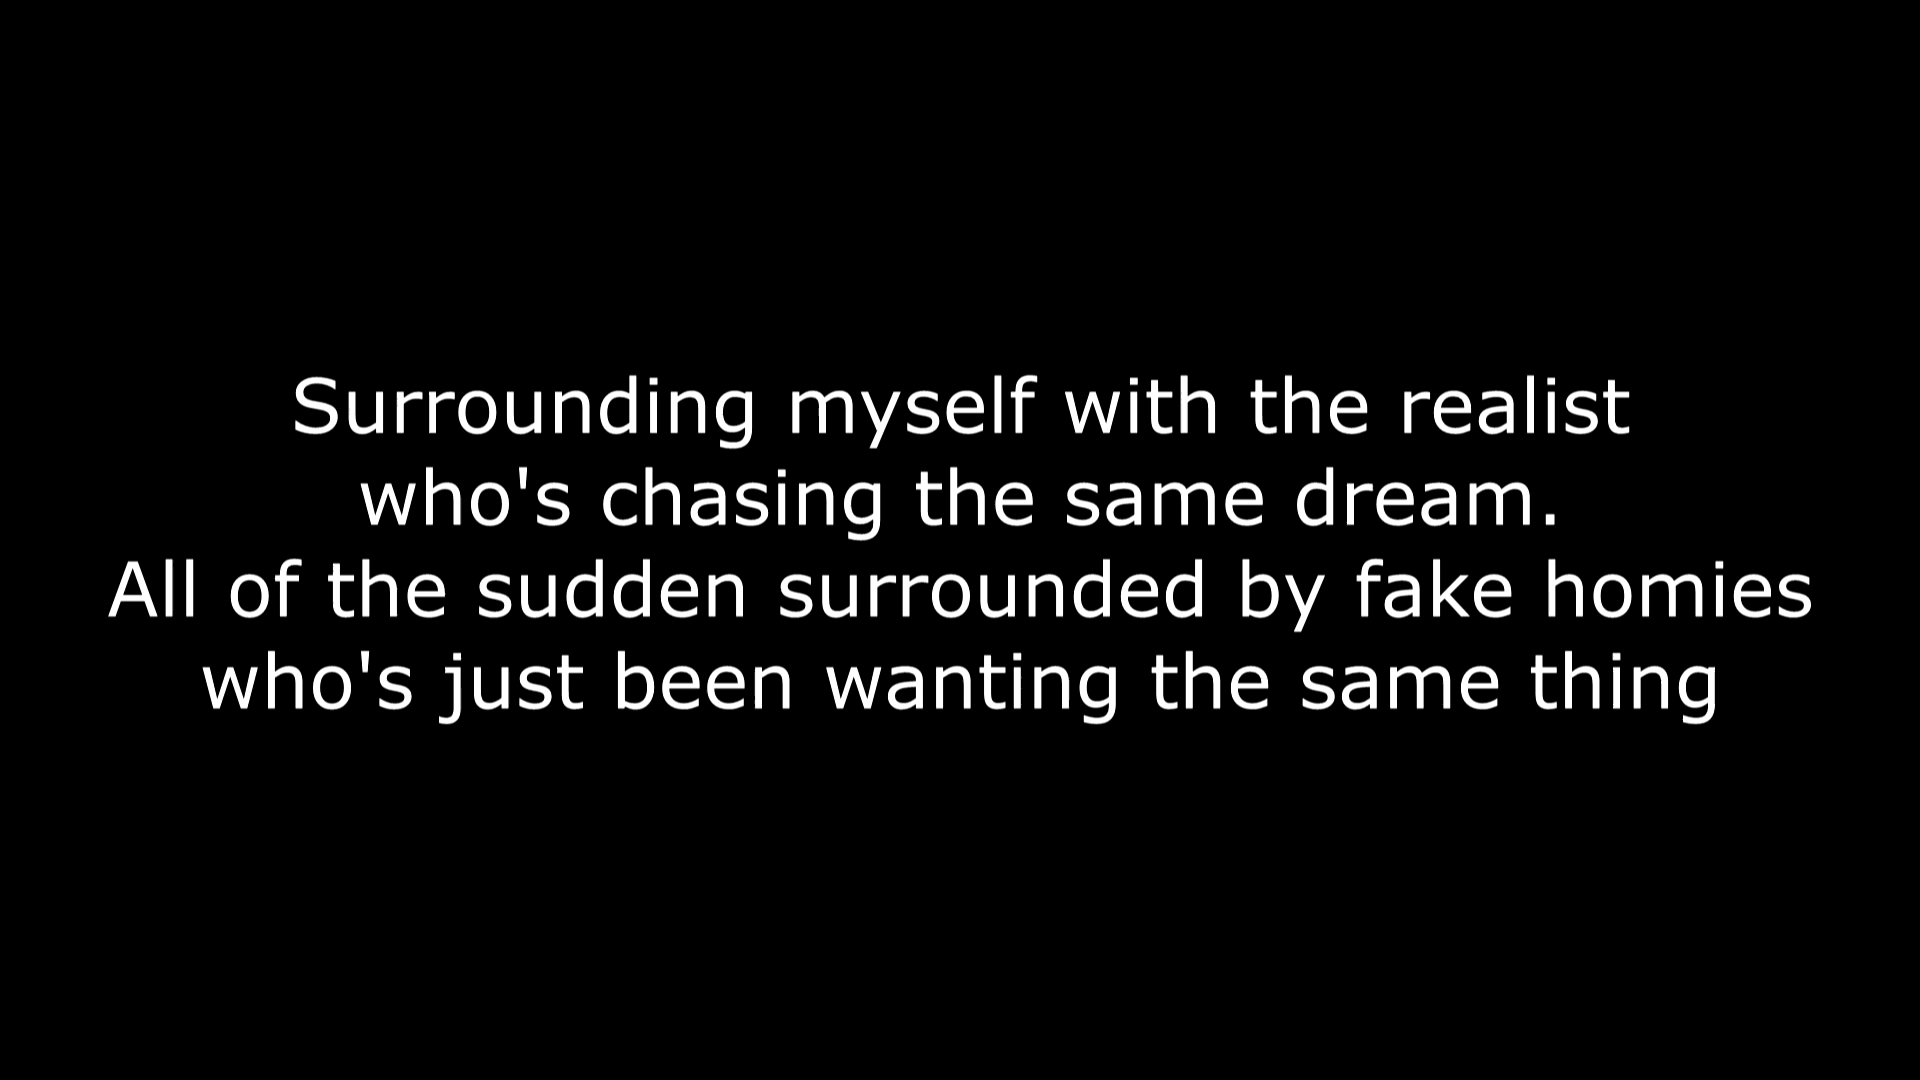 Surrounding myself with the realist
who's chasing the same dream.
All of the sudden surrounded by fake homies
who's just been wanting the same thing